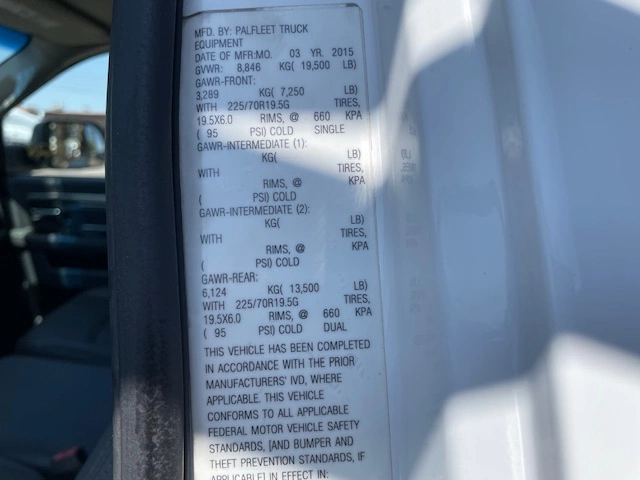 MFD. BY: PALFLEET TRUCK
EQUIPMENT
DATE OF MFR:MO. 03 YR. 2015
GVWR: 8,846 KG (19,500 LB)
GAWR-FRONT:
3,289 KG( 7,250 LB)
WITH 225/70R19.5G TIRES,
19.5X6.0 RIMS, @ 660 KPA
( 95 PSI) COLD SINGLE
GAWR-INTERMEDIATE (1):
KG( LB)
WITH TIRES,
RIMS, @ KPA
( PSI) COLD
GAWR-INTERMEDIATE (2):
KG( LB)
WITH TIRES,
RIMS, @ KPA
( PSI) COLD
GAWR-REAR:
6,124 KG( 13,500 LB)
WITH 225/70R19.5G TIRES,
19.5X6.0 RIMS, @ 660 KPA
( 95 PSI) COLD DUAL
THIS VEHICLE HAS BEEN COMPLETED
IN ACCORDANCE WITH THE PRIOR
MANUFACTURERS' IVD, WHERE
APPLICABLE. THIS VEHICLE
CONFORMS TO ALL APPLICABLE
FEDERAL MOTOR VEHICLE SAFETY
STANDARDS, [AND BUMPER AND
THEFT PREVENTION STANDARDS, IF
APPLICABLE] IN EFFECT IN: